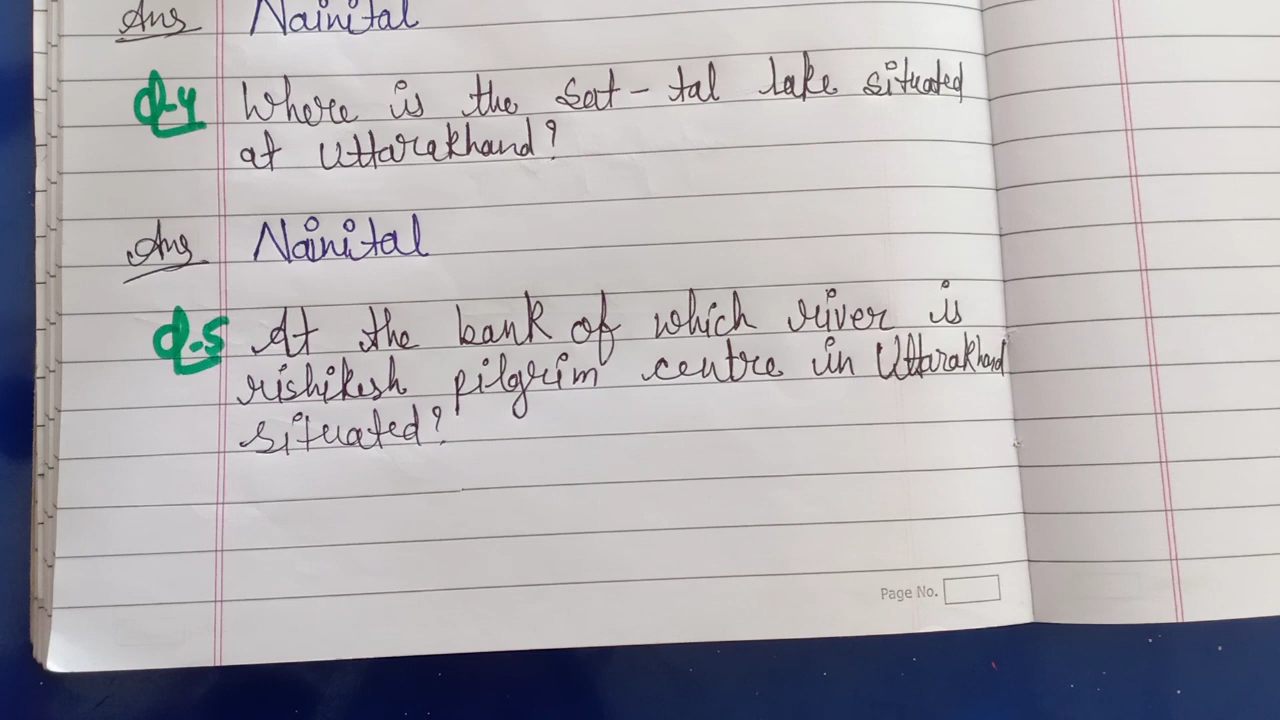 Ans Nainital
Q-4 Where is the Sat-tal lake situated
at Uttarakhand?
Ans Nainital
Q-5 At the bank of which river is
rishikesh pilgrim centre in Uttarakhand
situated?
Page No.